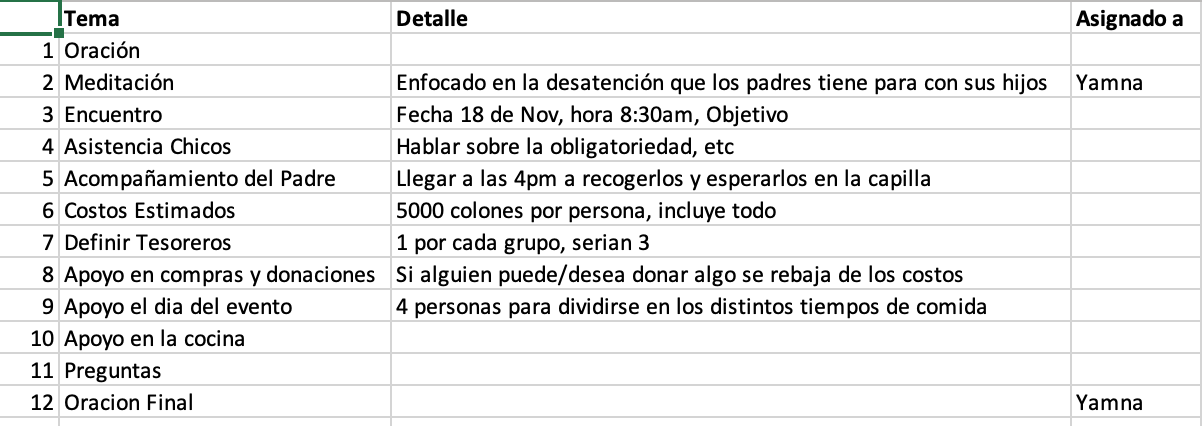 Tema Detalle Asignado a
1 Oración
2 Meditación Enfocado en la desatención que los padres tiene para con sus hijos Yamna
3 Encuentro Fecha 18 de Nov, hora 8:30am, Objetivo
4 Asistencia Chicos Hablar sobre la obligatoriedad, etc
5 Acompañamiento del Padre Llegar a las 4pm a recogerlos y esperarlos en la capilla
6 Costos Estimados 5000 colones por persona, incluye todo
7 Definir Tesoreros 1 por cada grupo, serian 3
8 Apoyo en compras y donaciones Si alguien puede/desea donar algo se rebaja de los costos
9 Apoyo el dia del evento 4 personas para dividirse en los distintos tiempos de comida
10 Apoyo en la cocina
11 Preguntas
12 Oracion Final Yamna